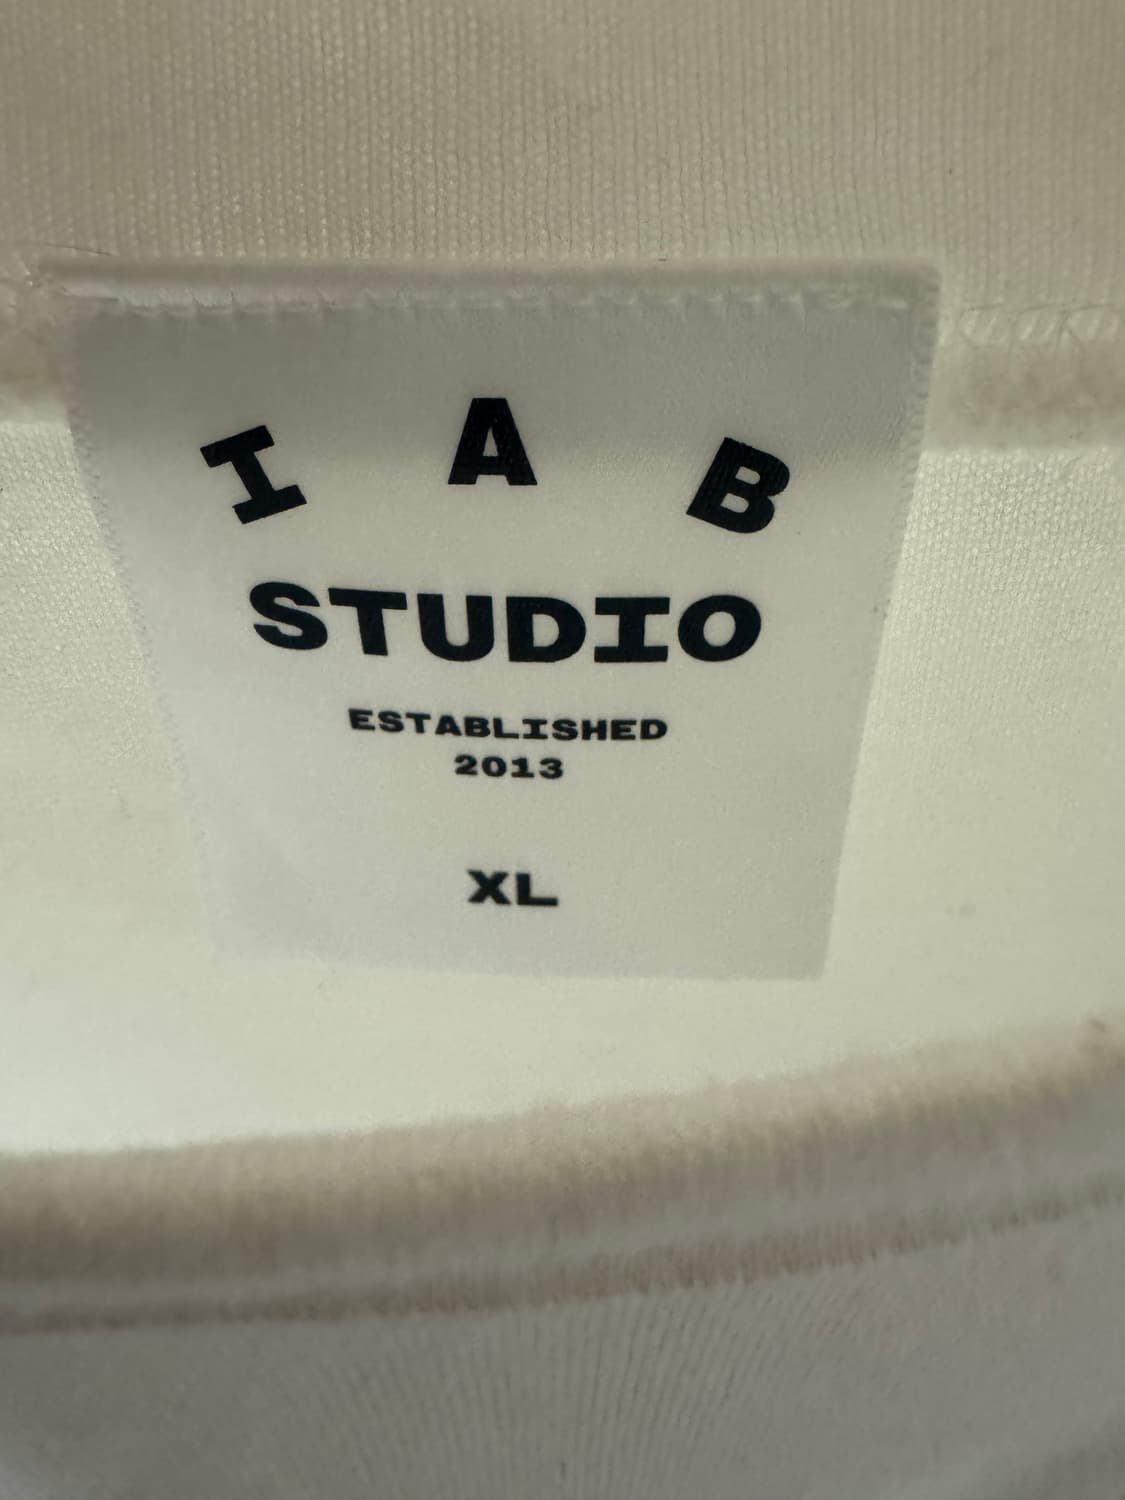 I A B
STUDIO
ESTABLISHED
2013
XL